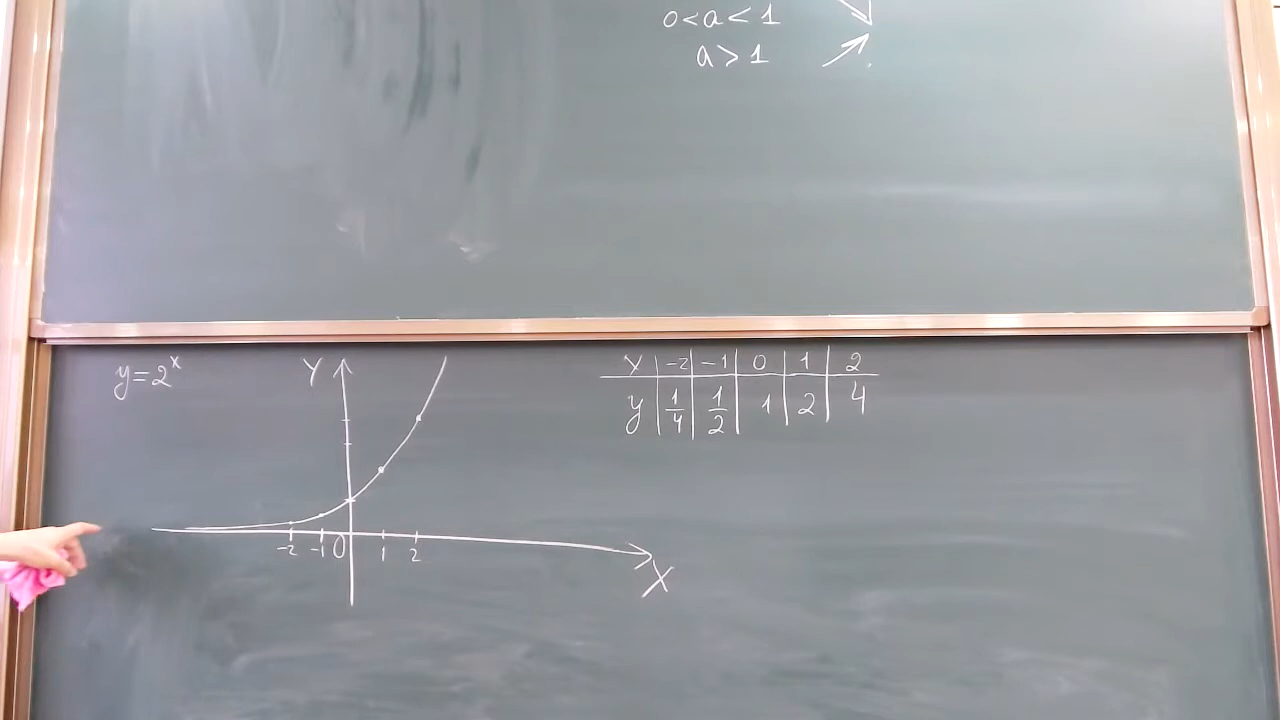 0<a<1
a>1
y=2^x
Y
-2 -1 0 1 2
X
x | -2 | -1 | 0 | 1 | 2
y | 1/4 | 1/2 | 1 | 2 | 4